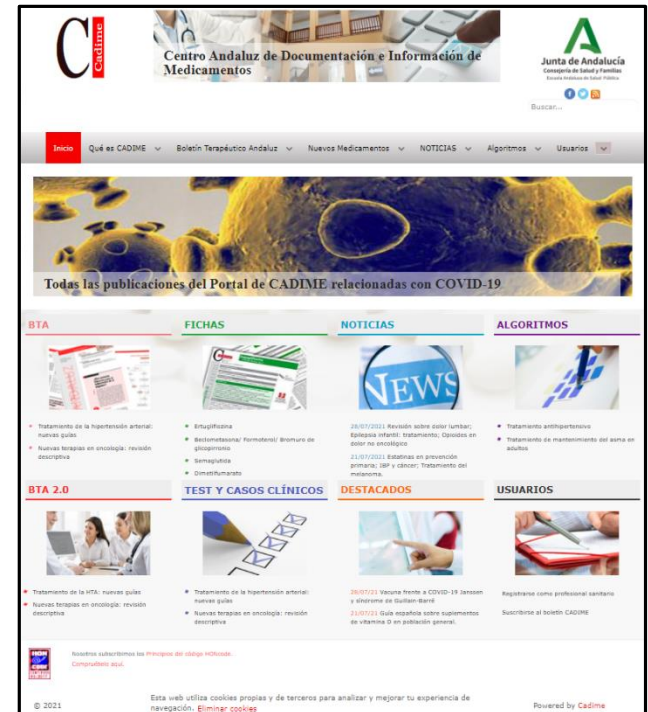 C
Cadime
Centro Andaluz de Documentación e Información de
Medicamentos
Junta de Andalucía
Consejería de Salud y Familias
Escuela Andaluza de Salud Pública
Buscar...
Inicio
Qué es CADIME
Boletín Terapéutico Andaluz
Nuevos Medicamentos
NOTICIAS
Algoritmos
Usuarios
Todas las publicaciones del Portal de CADIME relacionadas con COVID-19
BTA
Tratamiento de la hipertensión arterial:
nuevas guías
Nuevas terapias en oncología: revisión
descriptiva
FICHAS
Ertugliflozina
Beclometasona/ Formoterol/ Bromuro de
glicopirronio
Semaglutida
Dimetilfumarato
NOTICIAS
NEWS
28/07/2021 Revisión sobre dolor lumbar;
Epilepsia infantil: tratamiento; Opioides en
dolor no oncológico
21/07/2021 Estatinas en prevención
primaria; IBP y cáncer; Tratamiento del
melanoma.
ALGORITMOS
Tratamiento antihipertensivo
Tratamiento de mantenimiento del asma en
adultos
BTA 2.0
Tratamiento de la HTA: nuevas guías
Nuevas terapias en oncología: revisión
descriptiva
TEST Y CASOS CLÍNICOS
Tratamiento de la hipertensión arterial:
nuevas guías
Nuevas terapias en oncología: revisión
descriptiva
DESTACADOS
28/07/21 Vacuna frente a COVID-19 Janssen
y síndrome de Guillain-Barré
21/07/21 Guía española sobre suplementos
de vitamina D en población general.
USUARIOS
Registrarse como profesional sanitario
Suscribirse al boletín CADIME
HON
CODE
Nosotros subscribimos los Principios del código HONcode.
Compruébelo aquí.
© 2021
Esta web utiliza cookies propias y de terceros para analizar y mejorar tu experiencia de
navegación. Eliminar cookies
Powered by Cadime